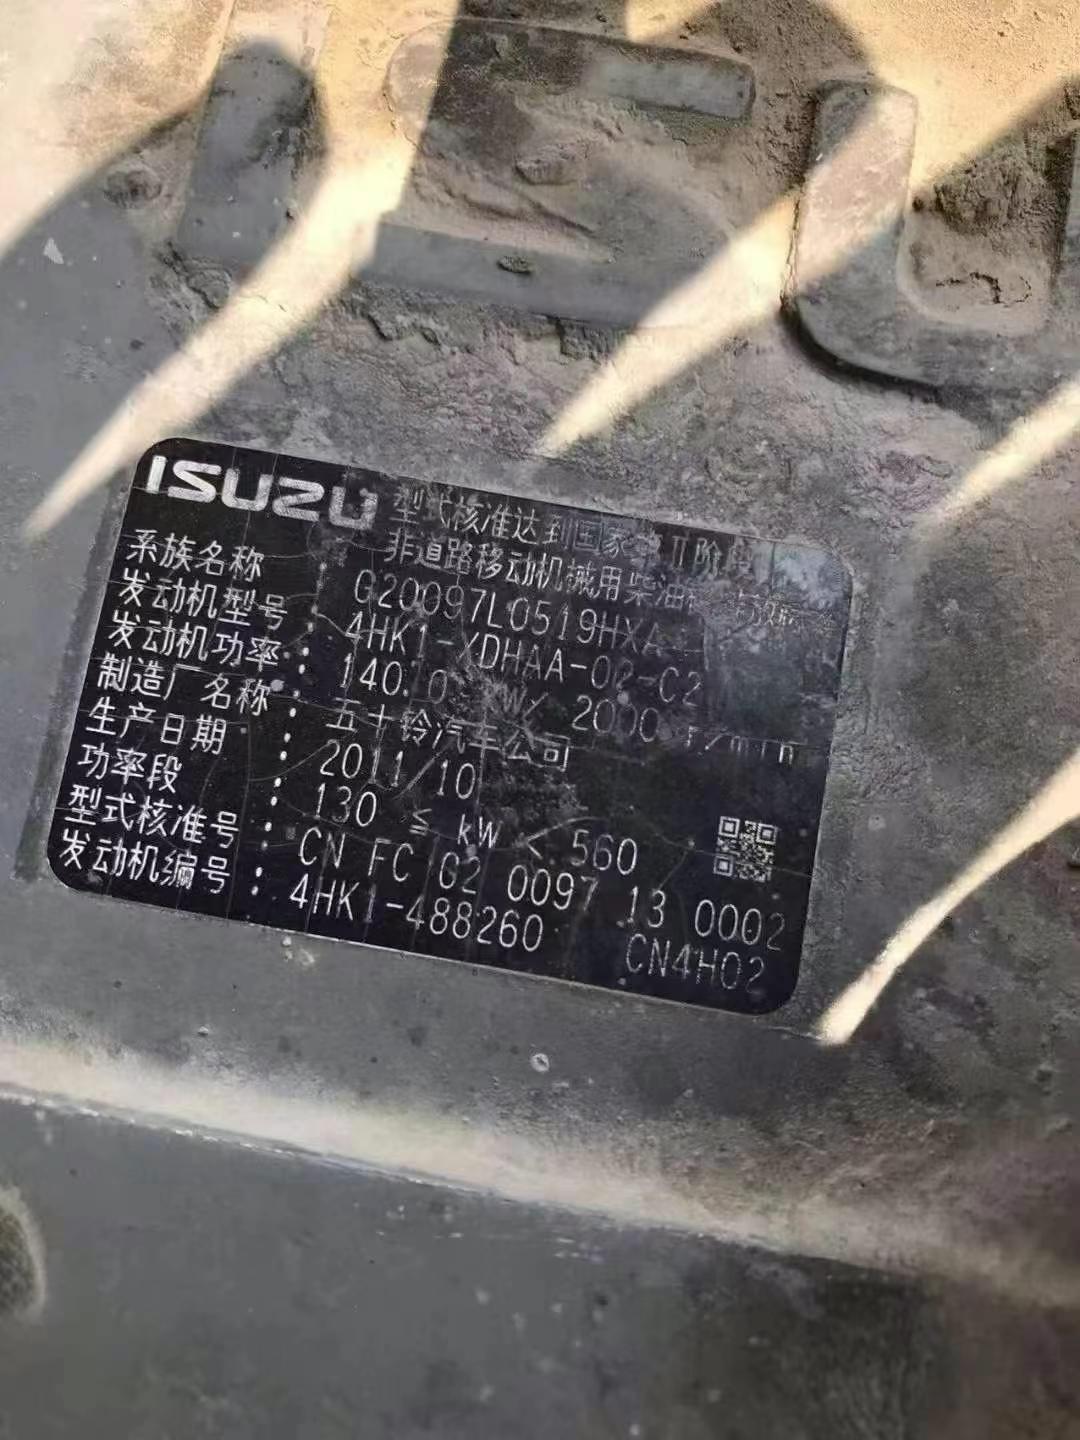 ISUZU
型式核准达到国家第II阶段
非道路移动机械用柴油
系族名称 : G20097L0519HXA
发动机型号 : 4HK1-XDHAA-02-C2
发动机功率 : 140.0 kW/ 2000 r/min
制造厂名称 : 五十铃汽车公司
生产日期 : 2011/10
功率段 : 130 ≦ kW < 560
型式核准号 : CN FC G2 0097 13 0002
发动机编号 : 4HK1-488260
CN4H02